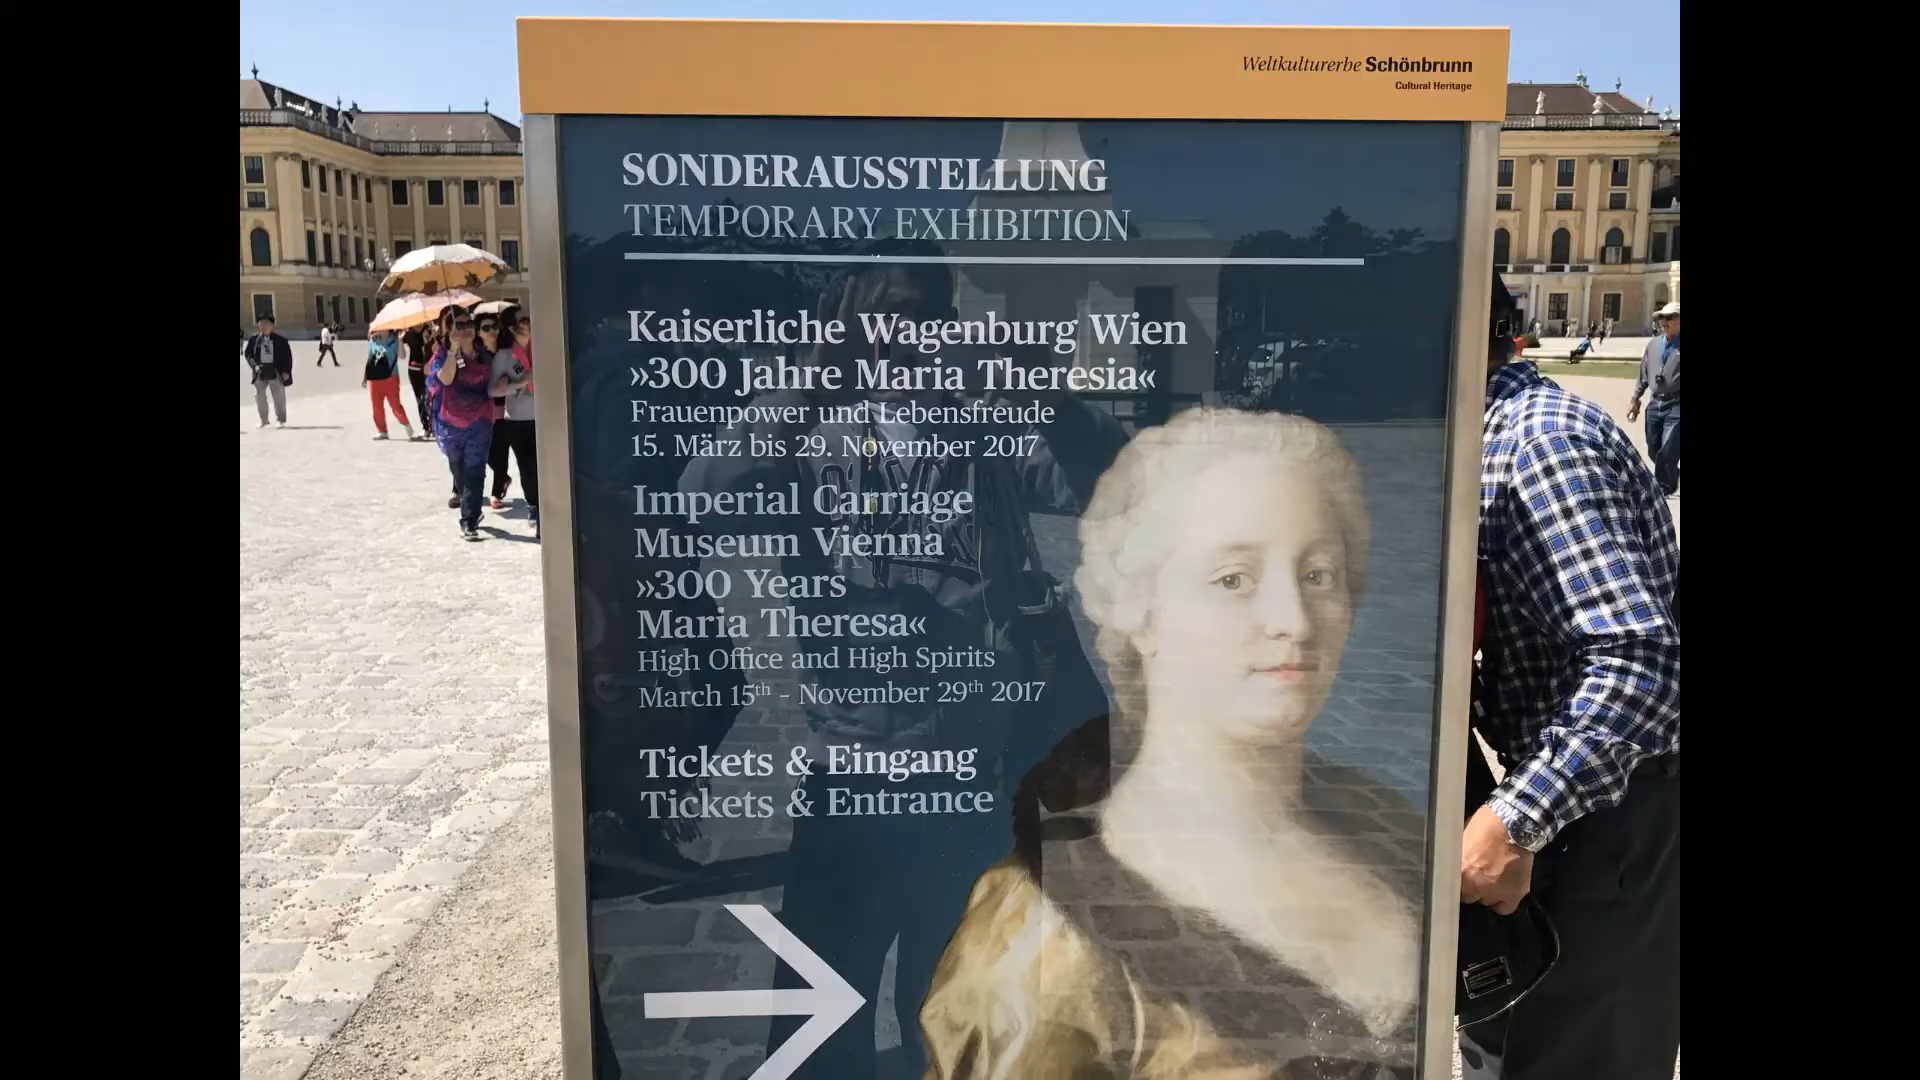 Weltkulturerbe Schönbrunn
Cultural Heritage
SONDERAUSSTELLUNG
TEMPORARY EXHIBITION
Kaiserliche Wagenburg Wien
»300 Jahre Maria Theresia«
Frauenpower und Lebensfreude
15. März bis 29. November 2017
Imperial Carriage
Museum Vienna
»300 Years
Maria Theresa«
High Office and High Spirits
March 15th – November 29th 2017
Tickets & Eingang
Tickets & Entrance